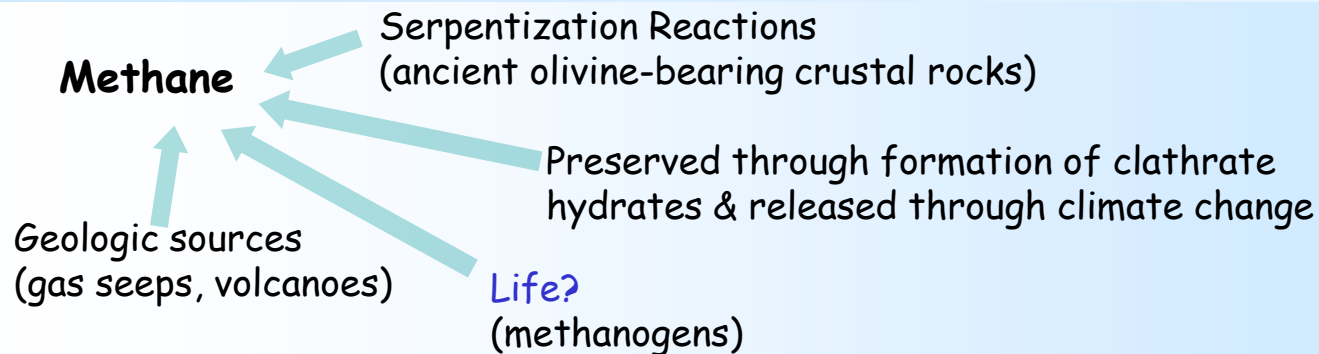 Serpentization Reactions
(ancient olivine-bearing crustal rocks)
Methane
Preserved through formation of clathrate
hydrates & released through climate change
Geologic sources
(gas seeps, volcanoes)
Life?
(methanogens)